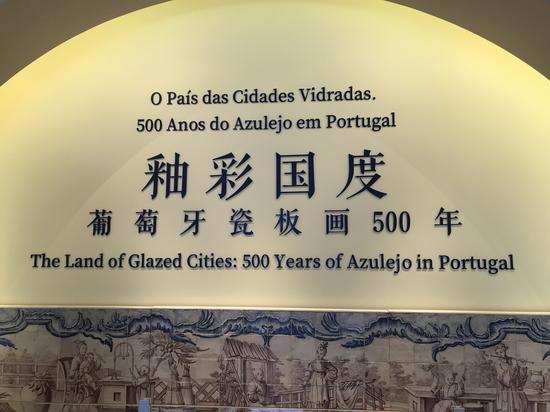 O País das Cidades Vidradas.
500 Anos do Azulejo em Portugal
釉彩国度
葡萄牙瓷板画500年
The Land of Glazed Cities: 500 Years of Azulejo in Portugal